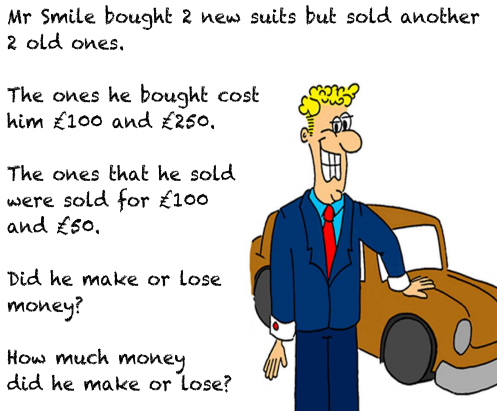 Mr Smile bought 2 new suits but sold another
2 old ones.
The ones he bought cost
him £100 and £250.
The ones that he sold
were sold for £100
and £50.
Did he make or lose
money?
How much money
did he make or lose?